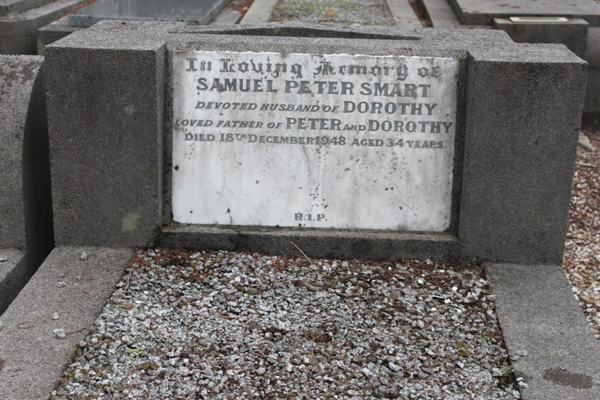 In Loving Memory of
SAMUEL PETER SMART
DEVOTED HUSBAND OF DOROTHY
LOVED FATHER OF PETER AND DOROTHY
DIED 18TH DECEMBER 1948 AGED 34 YEARS.
R.I.P.